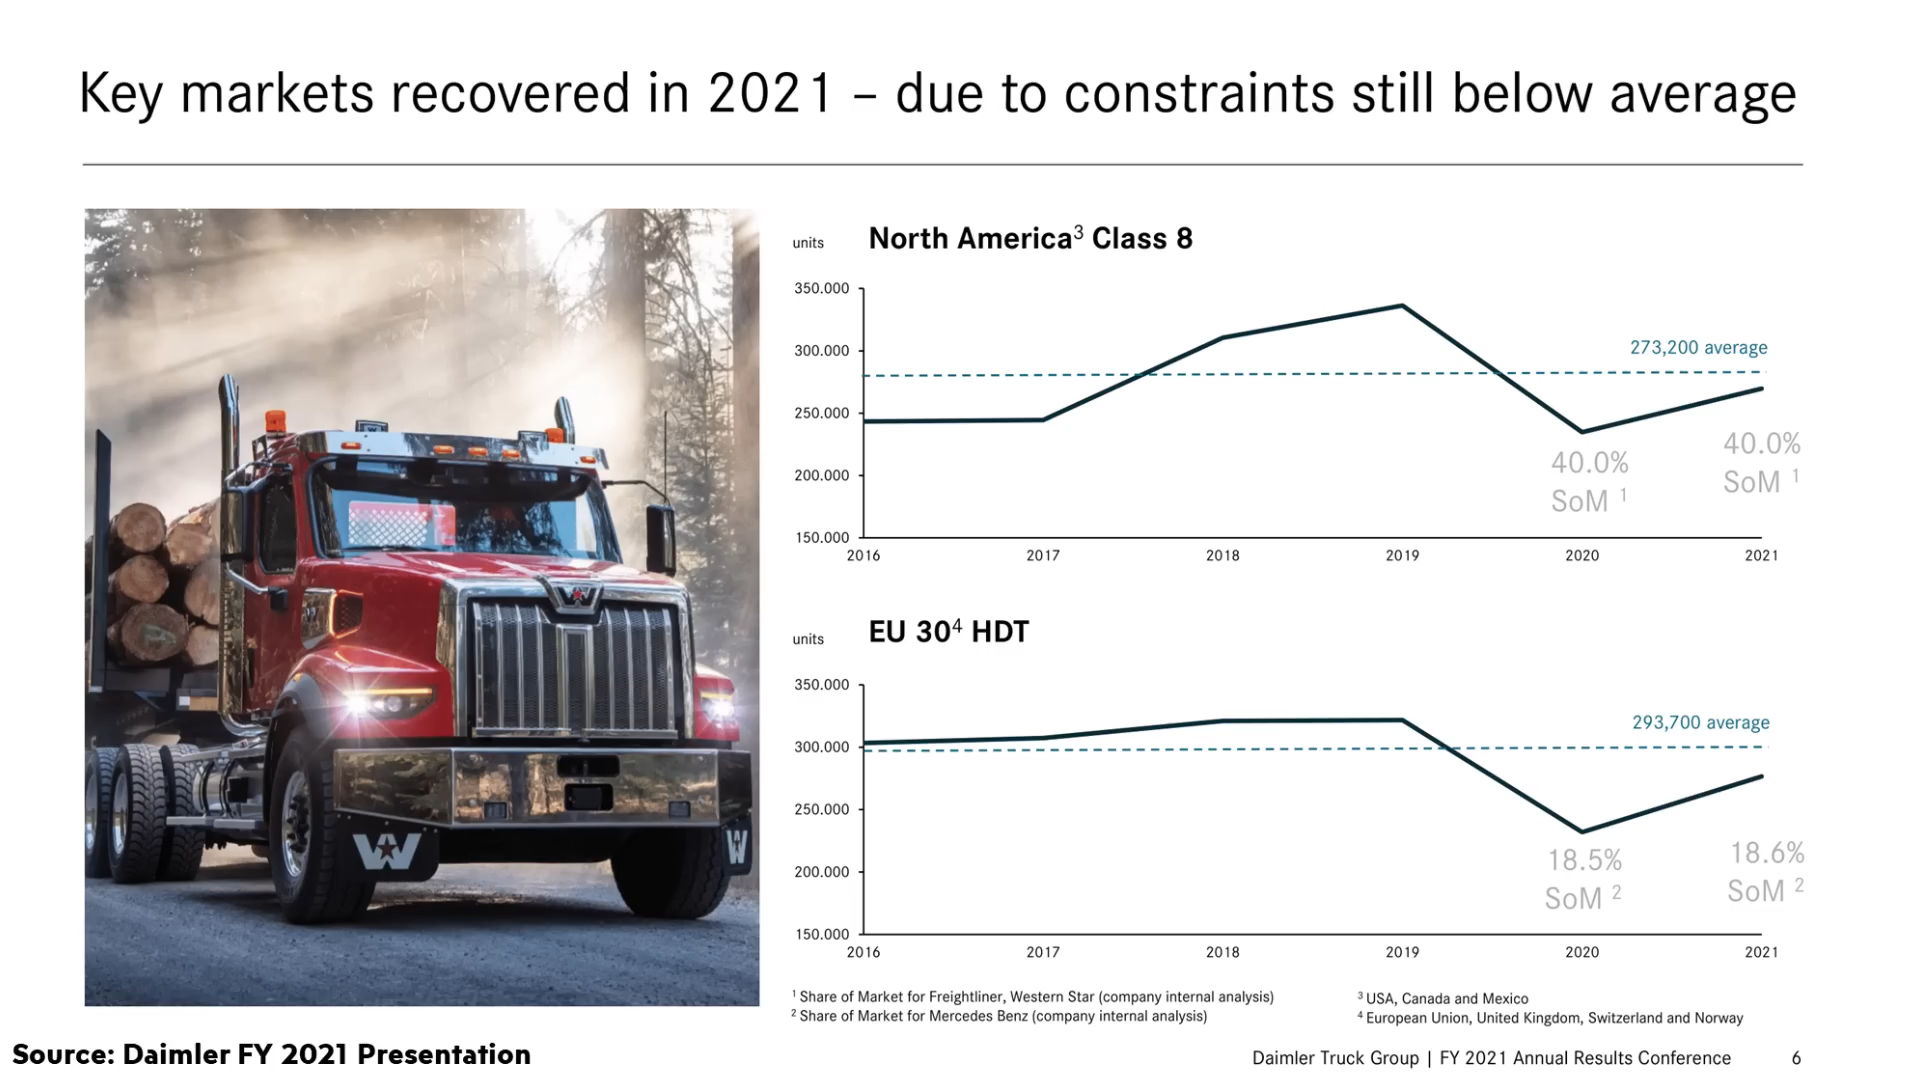 Key markets recovered in 2021 – due to constraints still below average
units
North America³ Class 8
350.000
300.000
250.000
200.000
150.000
273,200 average
40.0%
SoM ¹
40.0%
SoM ¹
2016 2017 2018 2019 2020 2021
units
EU 30⁴ HDT
350.000
300.000
250.000
200.000
150.000
293,700 average
18.5%
SoM ²
18.6%
SoM ²
2016 2017 2018 2019 2020 2021
¹ Share of Market for Freightliner, Western Star (company internal analysis)
² Share of Market for Mercedes Benz (company internal analysis)
³ USA, Canada and Mexico
⁴ European Union, United Kingdom, Switzerland and Norway
Source: Daimler FY 2021 Presentation
Daimler Truck Group | FY 2021 Annual Results Conference 6